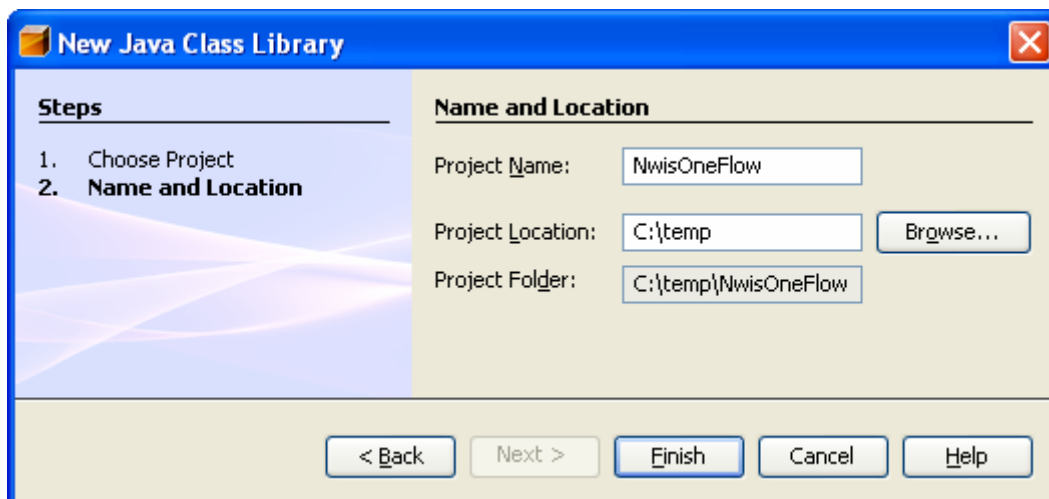 New Java Class Library
Steps
1. Choose Project
2. Name and Location
Name and Location
Project Name: NwisOneFlow
Project Location: C:\temp Browse...
Project Folder: C:\temp\NwisOneFlow
< Back Next > Finish Cancel Help